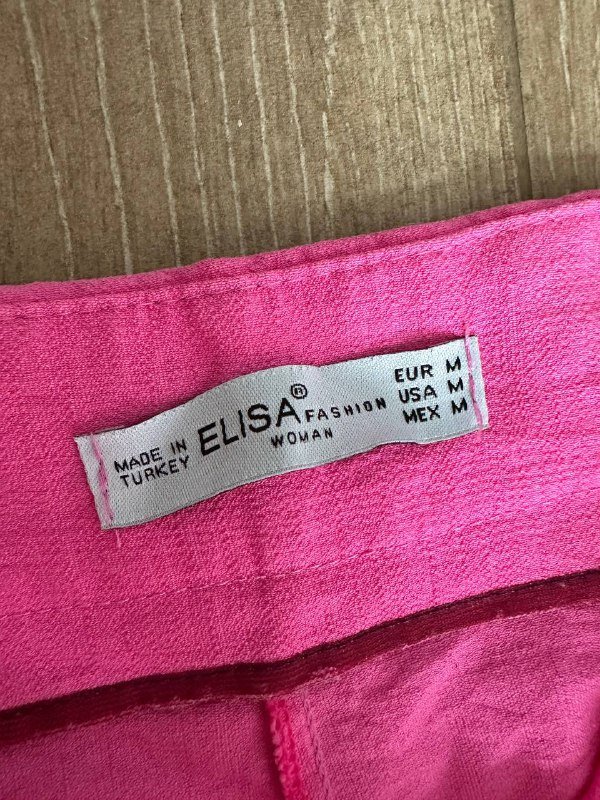 MADE IN
TURKEY
ELISA® FASHION
WOMAN
EUR M
USA M
MEX M